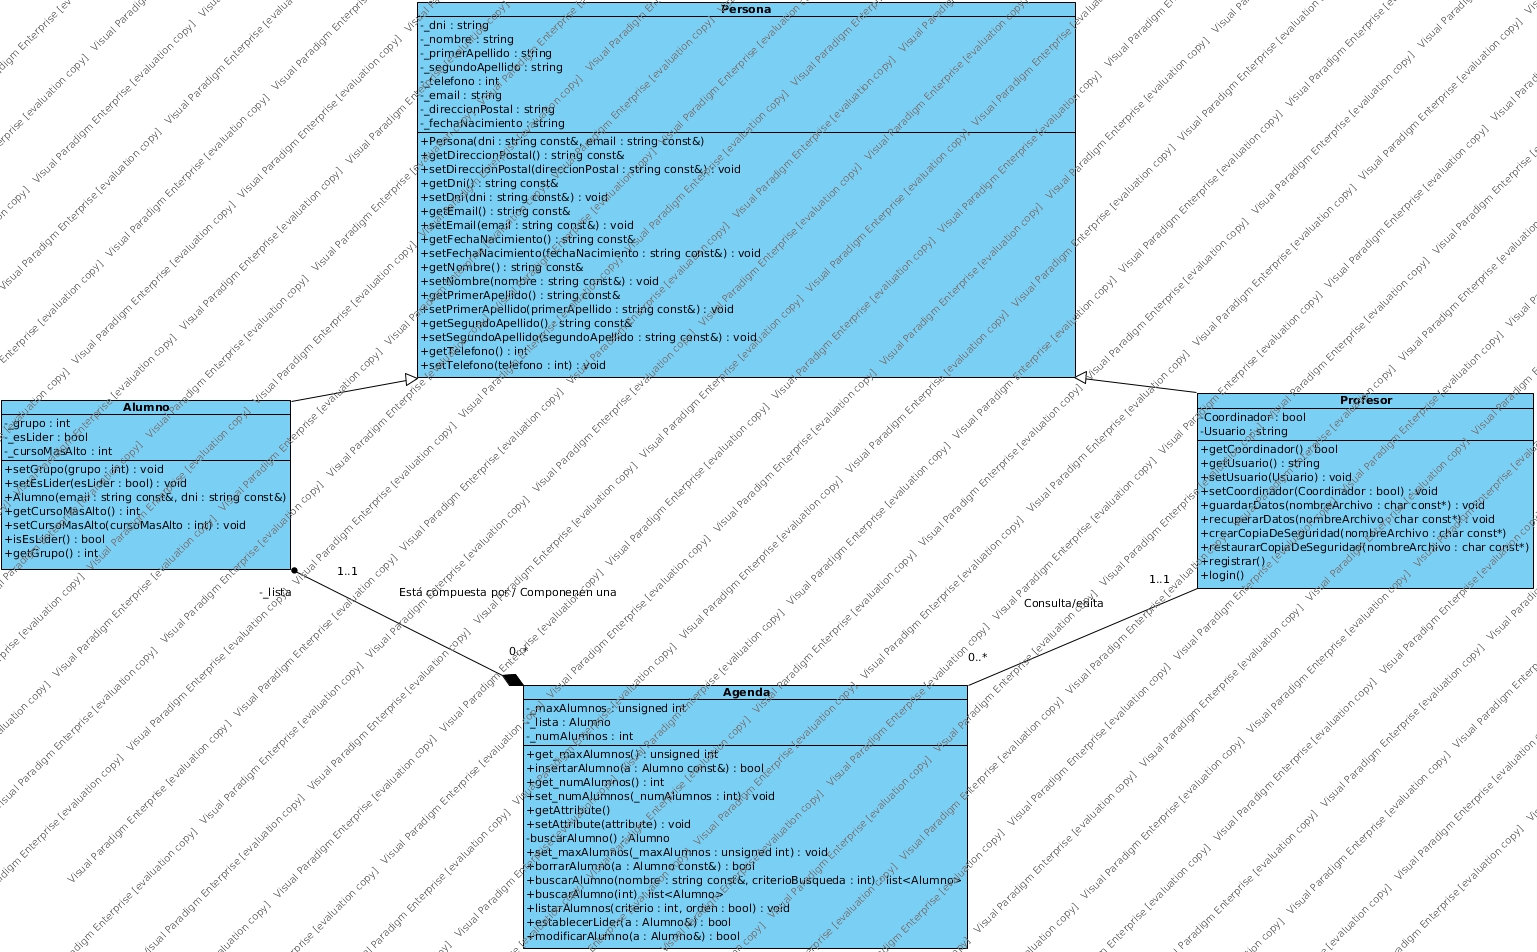 Persona
-_dni : string
-_nombre : string
-_primerApellido : string
-_segundoApellido : string
-_telefono : int
-_email : string
-_direccionPostal : string
-_fechaNacimiento : string
+Persona(dni : string const&, email : string const&)
+getDireccionPostal() : string const&
+setDireccionPostal(direccionPostal : string const&) : void
+getDni() : string const&
+setDni(dni : string const&) : void
+getEmail() : string const&
+setEmail(email : string const&) : void
+getFechaNacimiento() : string const&
+setFechaNacimiento(fechaNacimiento : string const&) : void
+getNombre() : string const&
+setNombre(nombre : string const&) : void
+getPrimerApellido() : string const&
+setPrimerApellido(primerApellido : string const&) : void
+getSegundoApellido() : string const&
+setSegundoApellido(segundoApellido : string const&) : void
+getTelefono() : int
+setTelefono(telefono : int) : void
Alumno
-_grupo : int
-_esLider : bool
-_cursoMasAlto : int
+setGrupo(grupo : int) : void
+setEsLider(esLider : bool) : void
+Alumno(email : string const&, dni : string const&)
+getCursoMasAlto() : int
+setCursoMasAlto(cursoMasAlto : int) : void
+isEsLider() : bool
+getGrupo() : int
Profesor
-Coordinador : bool
-Usuario : string
+getCoordinador() : bool
+getUsuario() : string
+setUsuario(Usuario) : void
+setCoordinador(Coordinador : bool) : void
+guardarDatos(nombreArchivo : char const*) : void
+recuperarDatos(nombreArchivo : char const*) : void
+crearCopiaDeSeguridad(nombreArchivo : char const*)
+restaurarCopiaDeSeguridad(nombreArchivo : char const*)
+registrar()
+login()
1..1
-_lista
Está compuesta por / Componenen una
0..*
1..1
Consulta/edita
0..*
Agenda
-_maxAlumnos : unsigned int
-_lista : Alumno
-_numAlumnos : int
+get_maxAlumnos() : unsigned int
+insertarAlumno(a : Alumno const&) : bool
+get_numAlumnos() : int
+set_numAlumnos(_numAlumnos : int) : void
+getAttribute()
+setAttribute(attribute) : void
-buscarAlumno() : Alumno
+set_maxAlumnos(_maxAlumnos : unsigned int) : void
+borrarAlumno(a : Alumno const&) : bool
+buscarAlumno(nombre : string const&, criterioBusqueda : int) : list<Alumno>
+buscarAlumno(int) : list<Alumno>
+listarAlumnos(criterio : int, orden : bool) : void
+establecerLider(a : Alumno&) : bool
+modificarAlumno(a : Alumno&) : bool
Visual Paradigm Enterprise [evaluation copy]